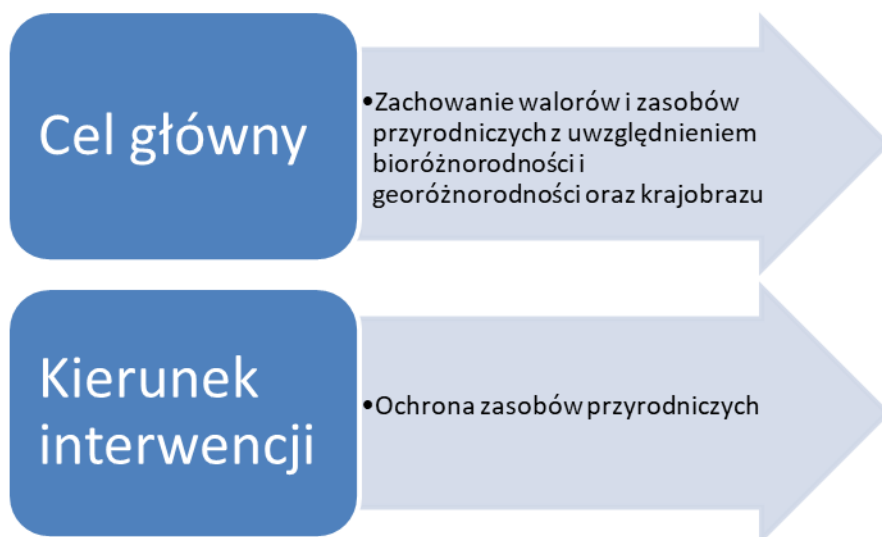 Cel główny
•Zachowanie walorów i zasobów
przyrodniczych z uwzględnieniem
bioróżnorodności i
georóżnorodności oraz krajobrazu
Kierunek
interwencji
•Ochrona zasobów przyrodniczych